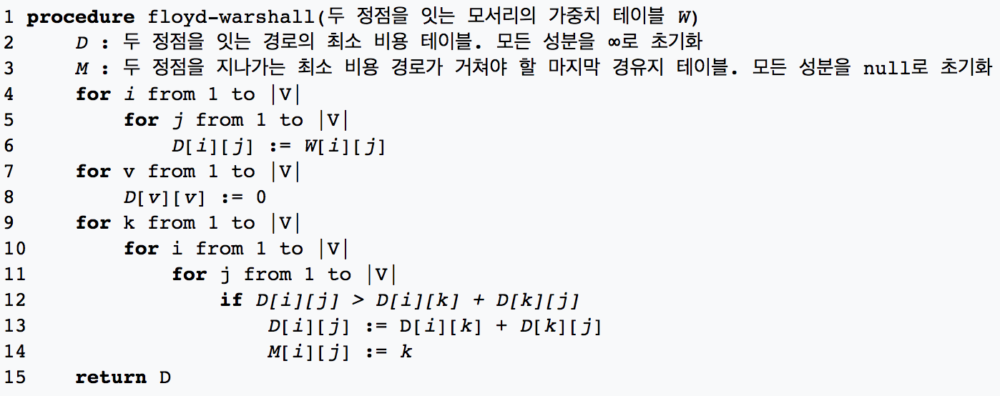 1 procedure floyd-warshall(두 정점을 잇는 모서리의 가중치 테이블 W)
2     D : 두 정점을 잇는 경로의 최소 비용 테이블. 모든 성분을 ∞로 초기화
3     M : 두 정점을 지나가는 최소 비용 경로가 거쳐야 할 마지막 경유지 테이블. 모든 성분을 null로 초기화
4     for i from 1 to |V|
5         for j from 1 to |V|
6             D[i][j] := W[i][j]
7     for v from 1 to |V|
8         D[v][v] := 0
9     for k from 1 to |V|
10         for i from 1 to |V|
11             for j from 1 to |V|
12                 if D[i][j] > D[i][k] + D[k][j]
13                     D[i][j] := D[i][k] + D[k][j]
14                     M[i][j] := k
15     return D